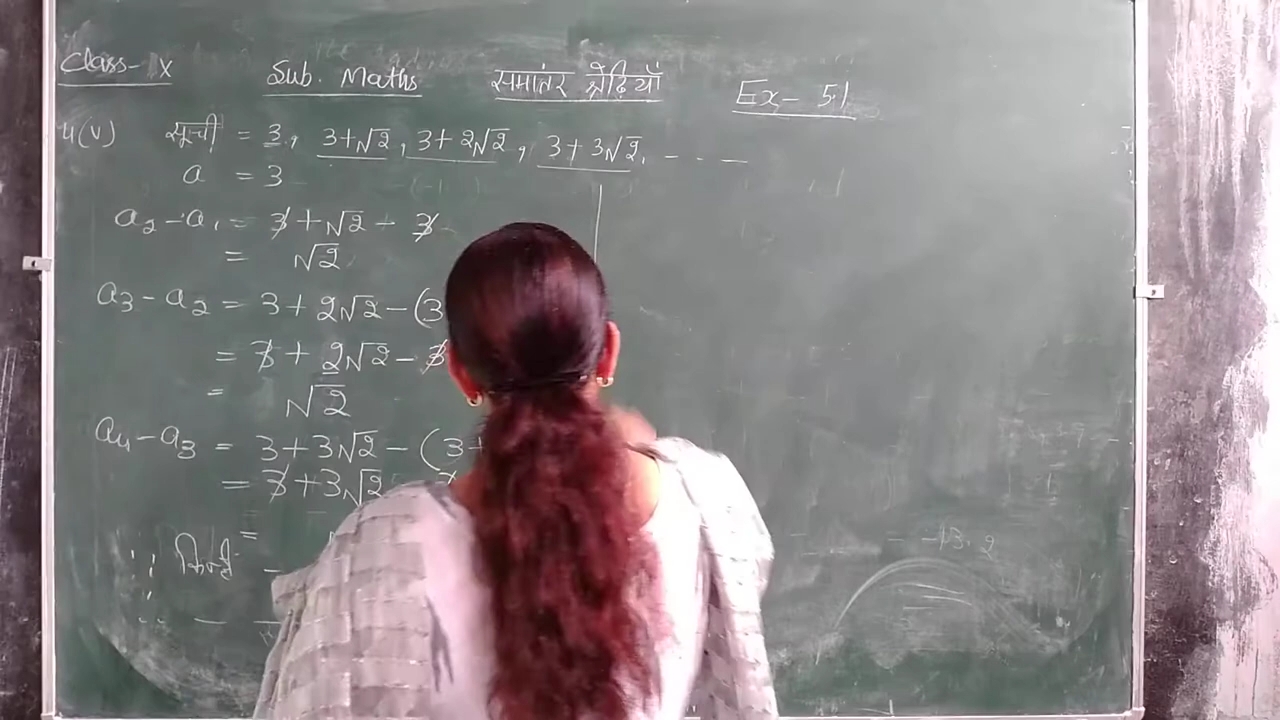 Class- X Sub. Maths समांतर श्रेढ़ियाँ Ex- 5.1
4(v) सूची = 3, 3+√2, 3+2√2, 3+3√2, - - -
a = 3
a₂-a₁ = 3+√2 - 3
= √2
a₃-a₂ = 3+ 2√2-(3
= 3+ 2√2-3
= √2
a₄-a₃ = 3+3√2-(3+
= 3+3√2
=
-13.2